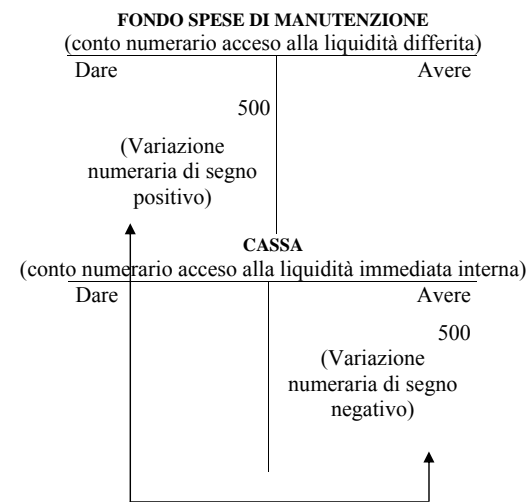 FONDO SPESE DI MANUTENZIONE
(conto numerario acceso alla liquidità differita)
Dare Avere
500
(Variazione
numeraria di segno
positivo)
CASSA
(conto numerario acceso alla liquidità immediata interna)
Dare Avere
500
(Variazione
numeraria di segno
negativo)